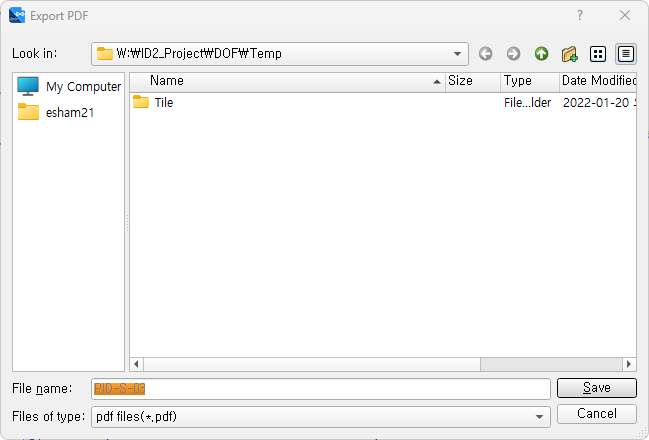 Export PDF
Look in: W:₩ID2_Project₩DOF₩Temp
My Computer
esham21
Name Size Type Date Modified
Tile File...lder 2022-01-20
File name: PID-S-03
Save
Files of type: pdf files(*.pdf)
Cancel